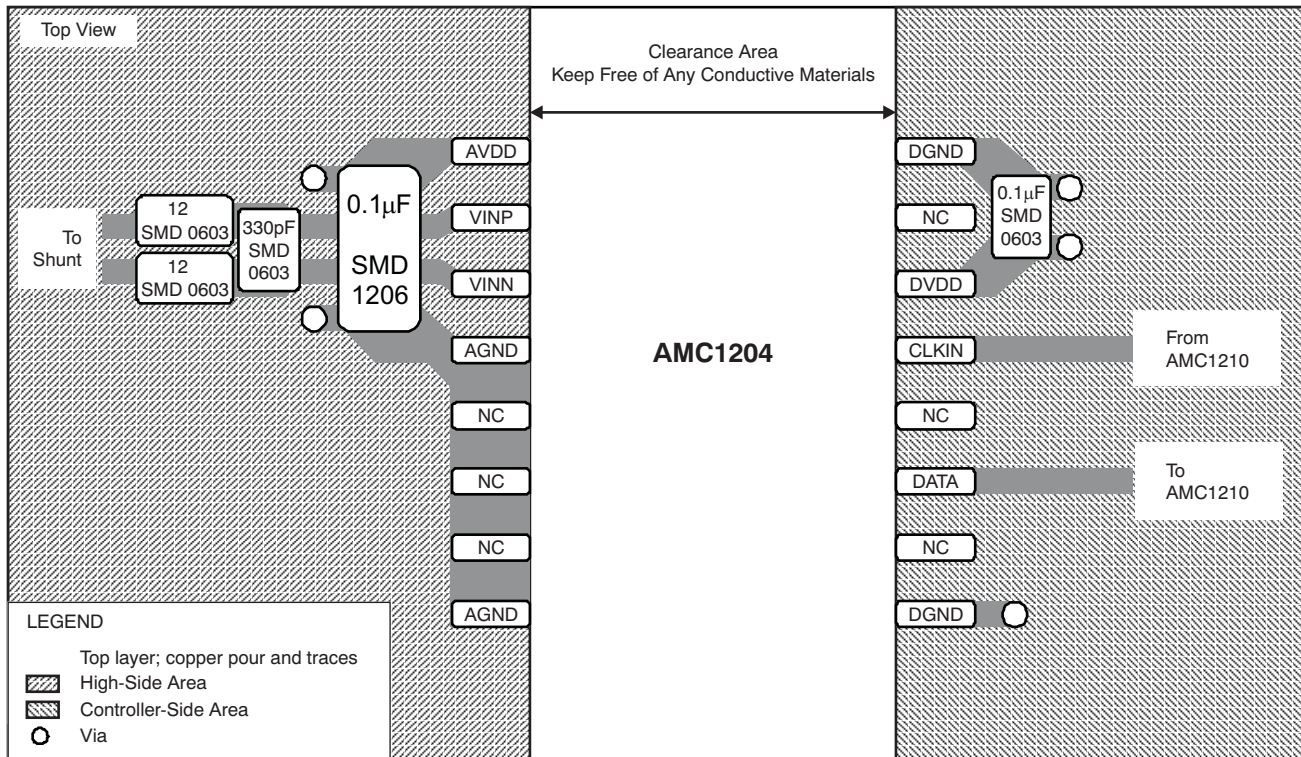 Top View
Clearance Area
Keep Free of Any Conductive Materials
AVDD
VINP
VINN
AGND
NC
NC
NC
AGND
0.1μF
SMD
1206
330pF
SMD
0603
12
SMD 0603
12
SMD 0603
To
Shunt
AMC1204
DGND
NC
DVDD
CLKIN
NC
DATA
NC
DGND
0.1μF
SMD
0603
From
AMC1210
To
AMC1210
LEGEND
Top layer; copper pour and traces
High-Side Area
Controller-Side Area
Via